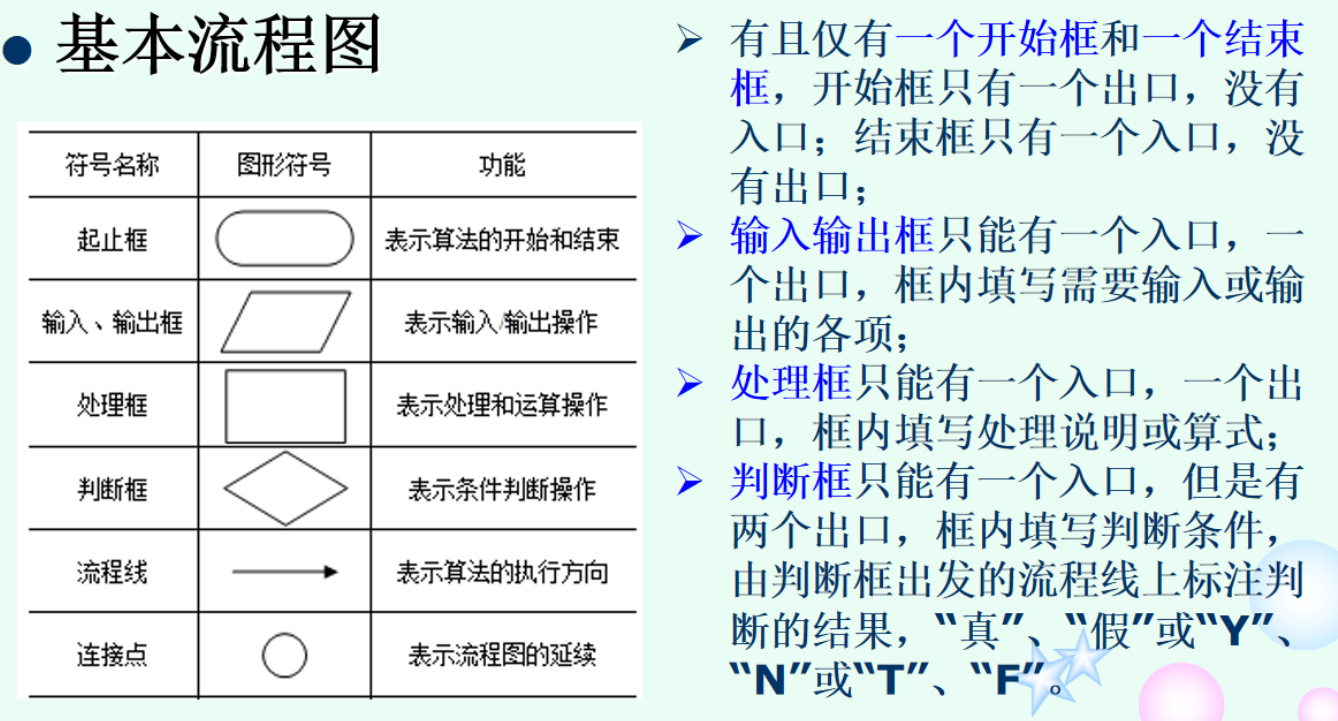 ● 基本流程图
符号名称 图形符号 功能
起止框 表示算法的开始和结束
输入、输出框 表示输入/输出操作
处理框 表示处理和运算操作
判断框 表示条件判断操作
流程线 表示算法的执行方向
连接点 表示流程图的延续
➢ 有且仅有一个开始框和一个结束
框，开始框只有一个出口，没有
入口；结束框只有一个入口，没
有出口；
➢ 输入输出框只能有一个入口，一
个出口，框内填写需要输入或输
出的各项；
➢ 处理框只能有一个入口，一个出
口，框内填写处理说明或算式；
➢ 判断框只能有一个入口，但是有
两个出口，框内填写判断条件，
由判断框出发的流程线上标注判
断的结果，“真”、“假”或“Y”、
“N”或“T”、“F”。